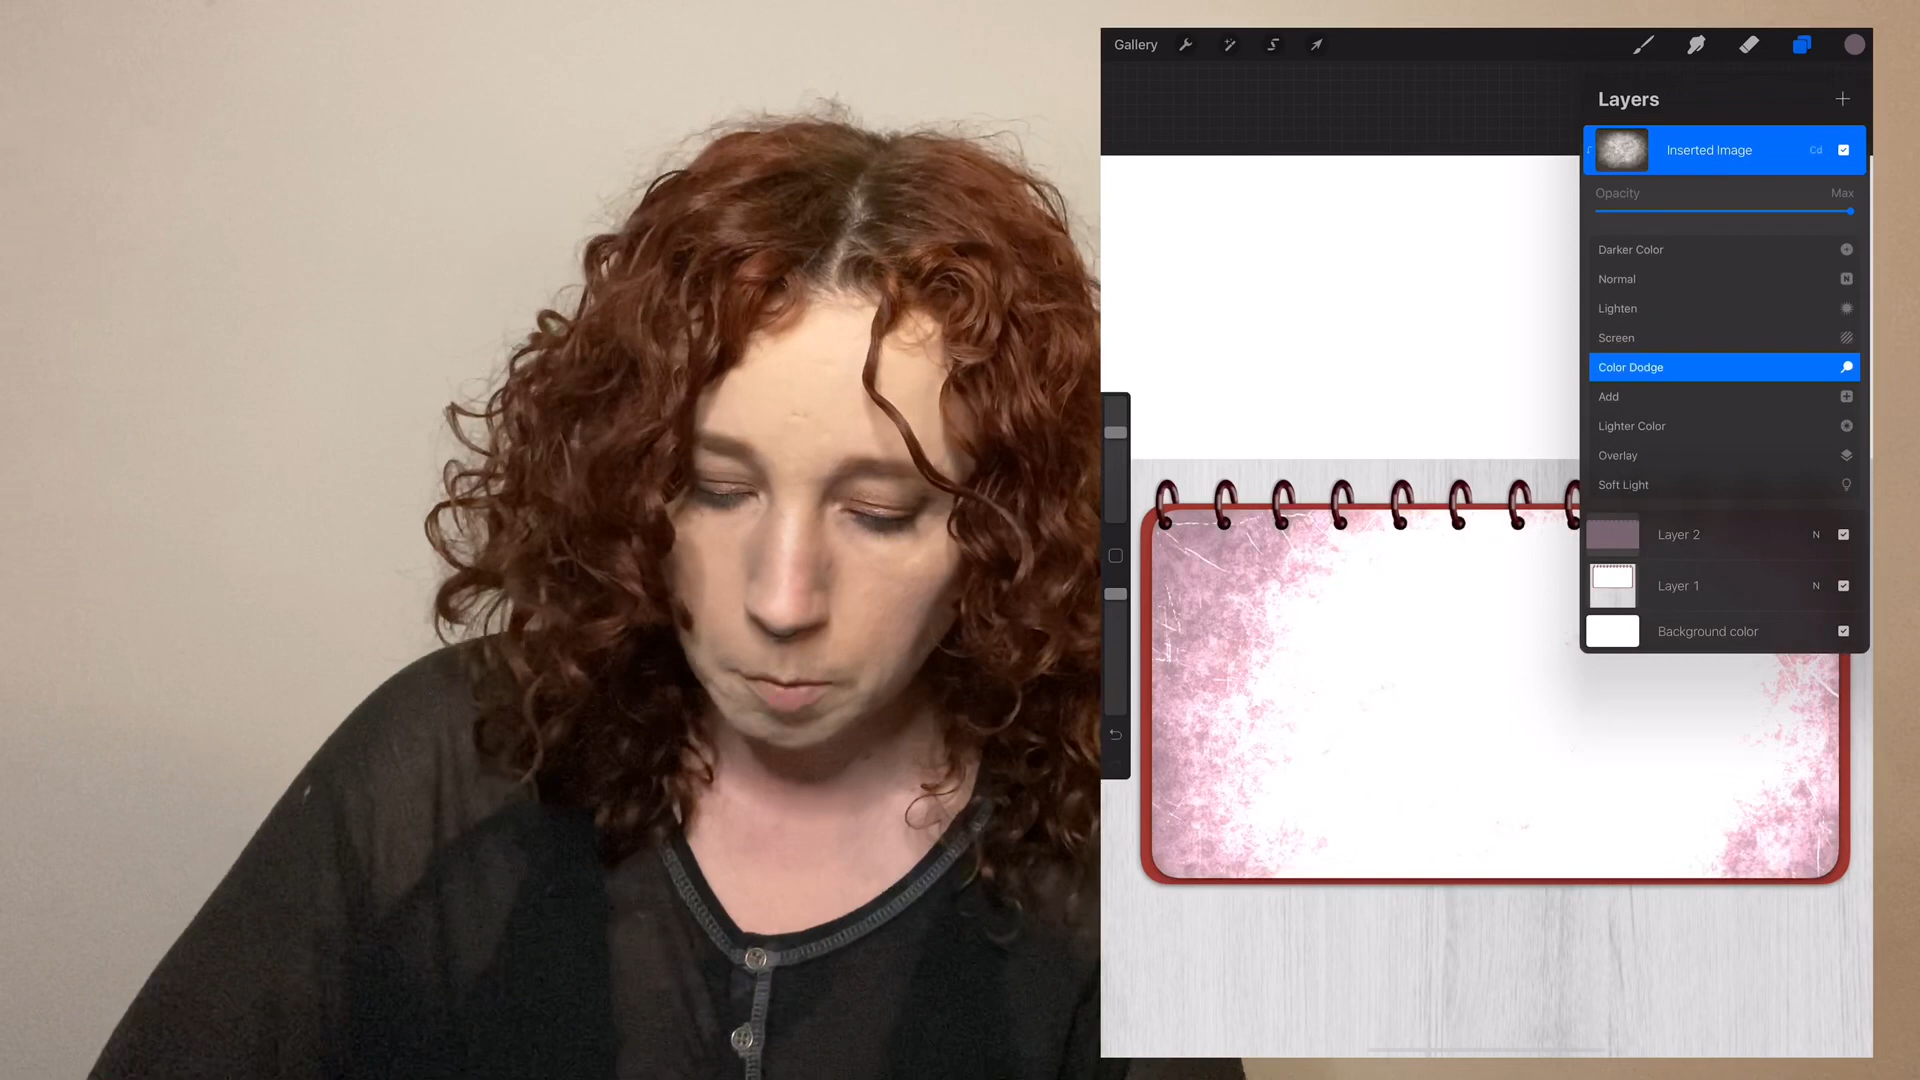 Gallery
Layers
Inserted Image Cd
Opacity Max
Darker Color
Normal N
Lighten
Screen
Color Dodge
Add
Lighter Color
Overlay
Soft Light
Layer 2 N
Layer 1 N
Background color